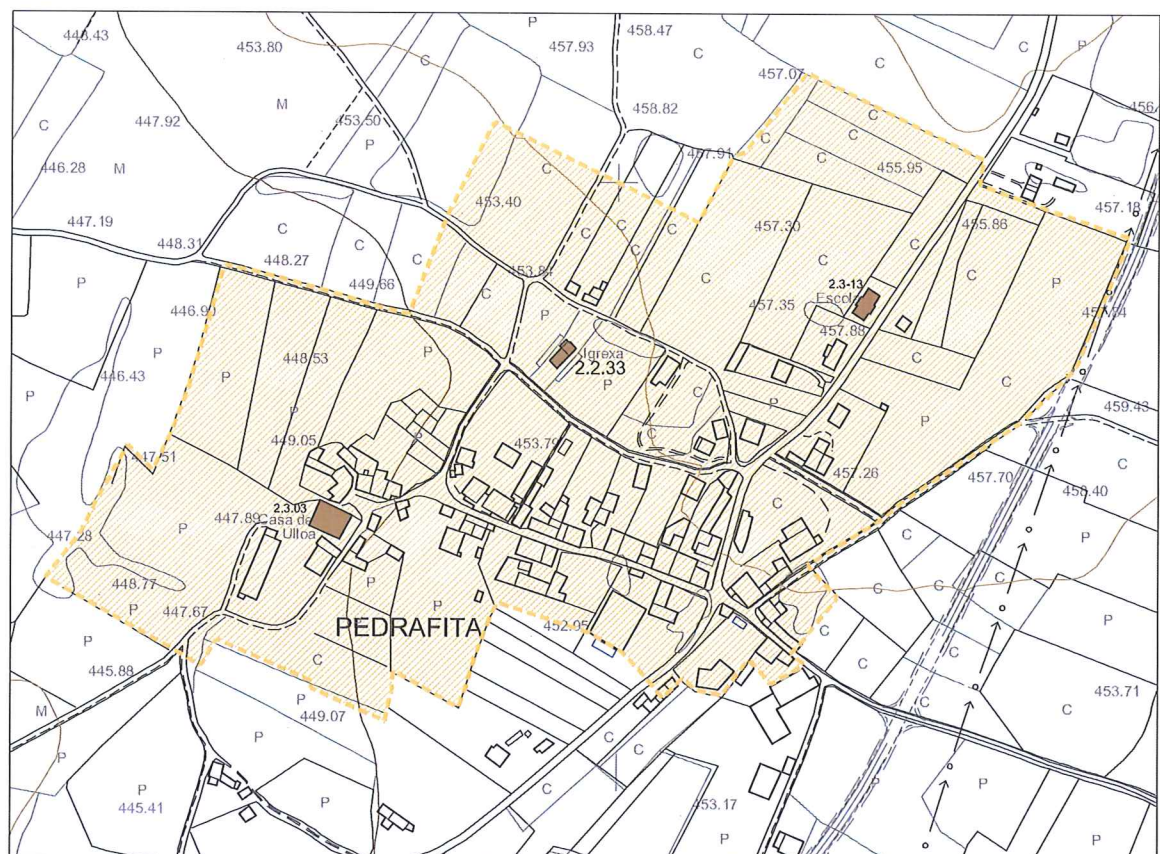 448.43
453.80
P
457.93
458.47
C
C
P
457.07
C
C
458.82
M
C
447.92
453.50
P
446.28
M
C
457.91
C
C
455.95
453.40
447.19
448.31
C
448.27
C
C
449.66
457.18
457.30
C
455.86
C
C
C
C
453.84
C
C
C
P
P
446.90
P
457.35
2.3-13
457.88
448.53
P
Igrexa
2.2.33
P
C
446.43
P
P
P
C
C
C
P
P
459.43
449.05
P
453.79
C
447.51
457.26
457.70
C
458.40
2.3.03
447.89
Casa de
Ulloa
P
C
447.28
448.77
P
447.67
P
P
C
C
C
C
P
PEDRAFITA
452.05
C
C
C
445.88
P
C
453.71
M
P
449.07
C
P
P
C
C
C
P
P
445.41
P
C
453.17
P
P
P
P